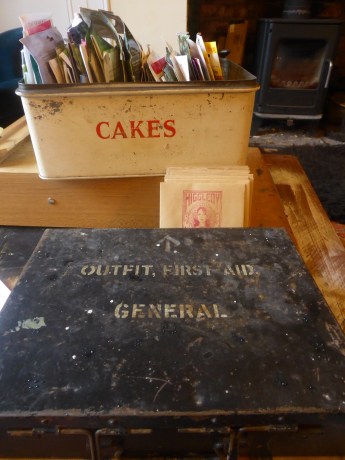 CAKES
OUTFIT, FIRST AID.
GENERAL